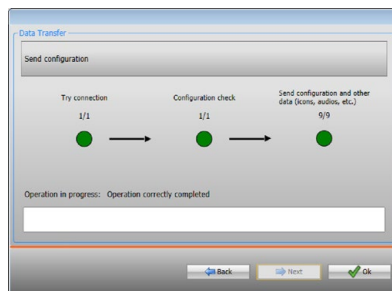 Data Transfer
Send configuration
Try connection
Configuration check
Send configuration and other
data (icons, audios, etc.)
1/1
1/1
9/9
Operation in progress: Operation correctly completed
Back
Next
Ok